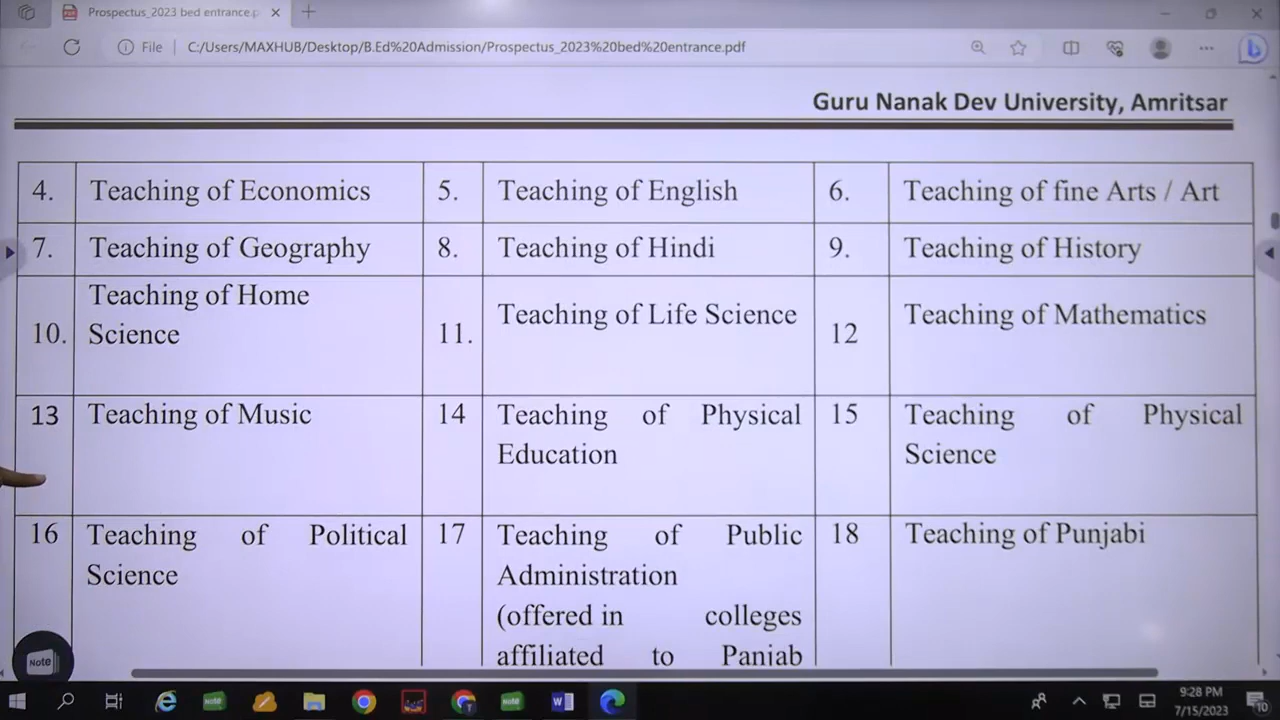 Prospectus_2023 bed entrance.p
File
C:/Users/MAXHUB/Desktop/B.Ed%20Admission/Prospectus_2023%20bed%20entrance.pdf
Guru Nanak Dev University, Amritsar
4. Teaching of Economics 5. Teaching of English 6. Teaching of fine Arts / Art
7. Teaching of Geography 8. Teaching of Hindi 9. Teaching of History
10. Teaching of Home
Science
11. Teaching of Life Science 12 Teaching of Mathematics
13 Teaching of Music 14 Teaching of Physical
Education
15 Teaching of Physical
Science
16 Teaching of Political
Science
17 Teaching of Public
Administration
(offered in colleges
affiliated to Panjab
18 Teaching of Punjabi
Note
Note
Note
W
9:28 PM
7/15/2023
10